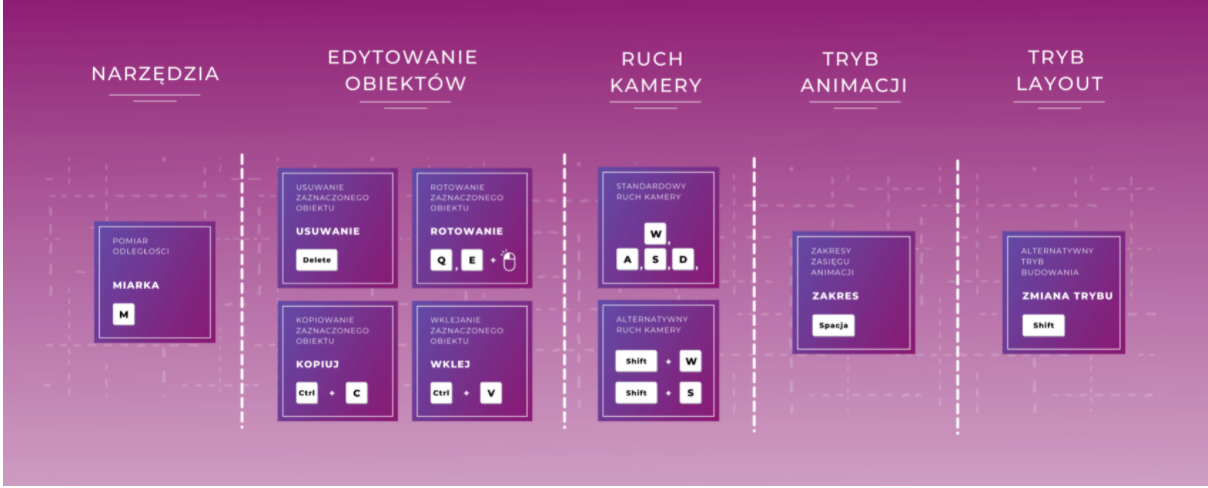 NARZĘDZIA
POMIAR
ODLEGŁOŚCI
MIARKA
M
EDYTOWANIE
OBIEKTÓW
USUWANIE
ZAZNACZONEGO
OBIEKTU
USUWANIE
Delete
ROTOWANIE
ZAZNACZONEGO
OBIEKTU
ROTOWANIE
Q , E +
KOPIOWANIE
ZAZNACZONEGO
OBIEKTU
KOPIUJ
Ctrl + C
WKLEJANIE
ZAZNACZONEGO
OBIEKTU
WKLEJ
Ctrl + V
RUCH
KAMERY
STANDARDOWY
RUCH KAMERY
W ,
A , S , D ,
ALTERNATYWNY
RUCH KAMERY
Shift + W
Shift + S
TRYB
ANIMACJI
ZAKRESY
ZASIĘGU
ANIMACJI
ZAKRES
Spacja
TRYB
LAYOUT
ALTERNATYWNY
TRYB
BUDOWANIA
ZMIANA TRYBU
Shift